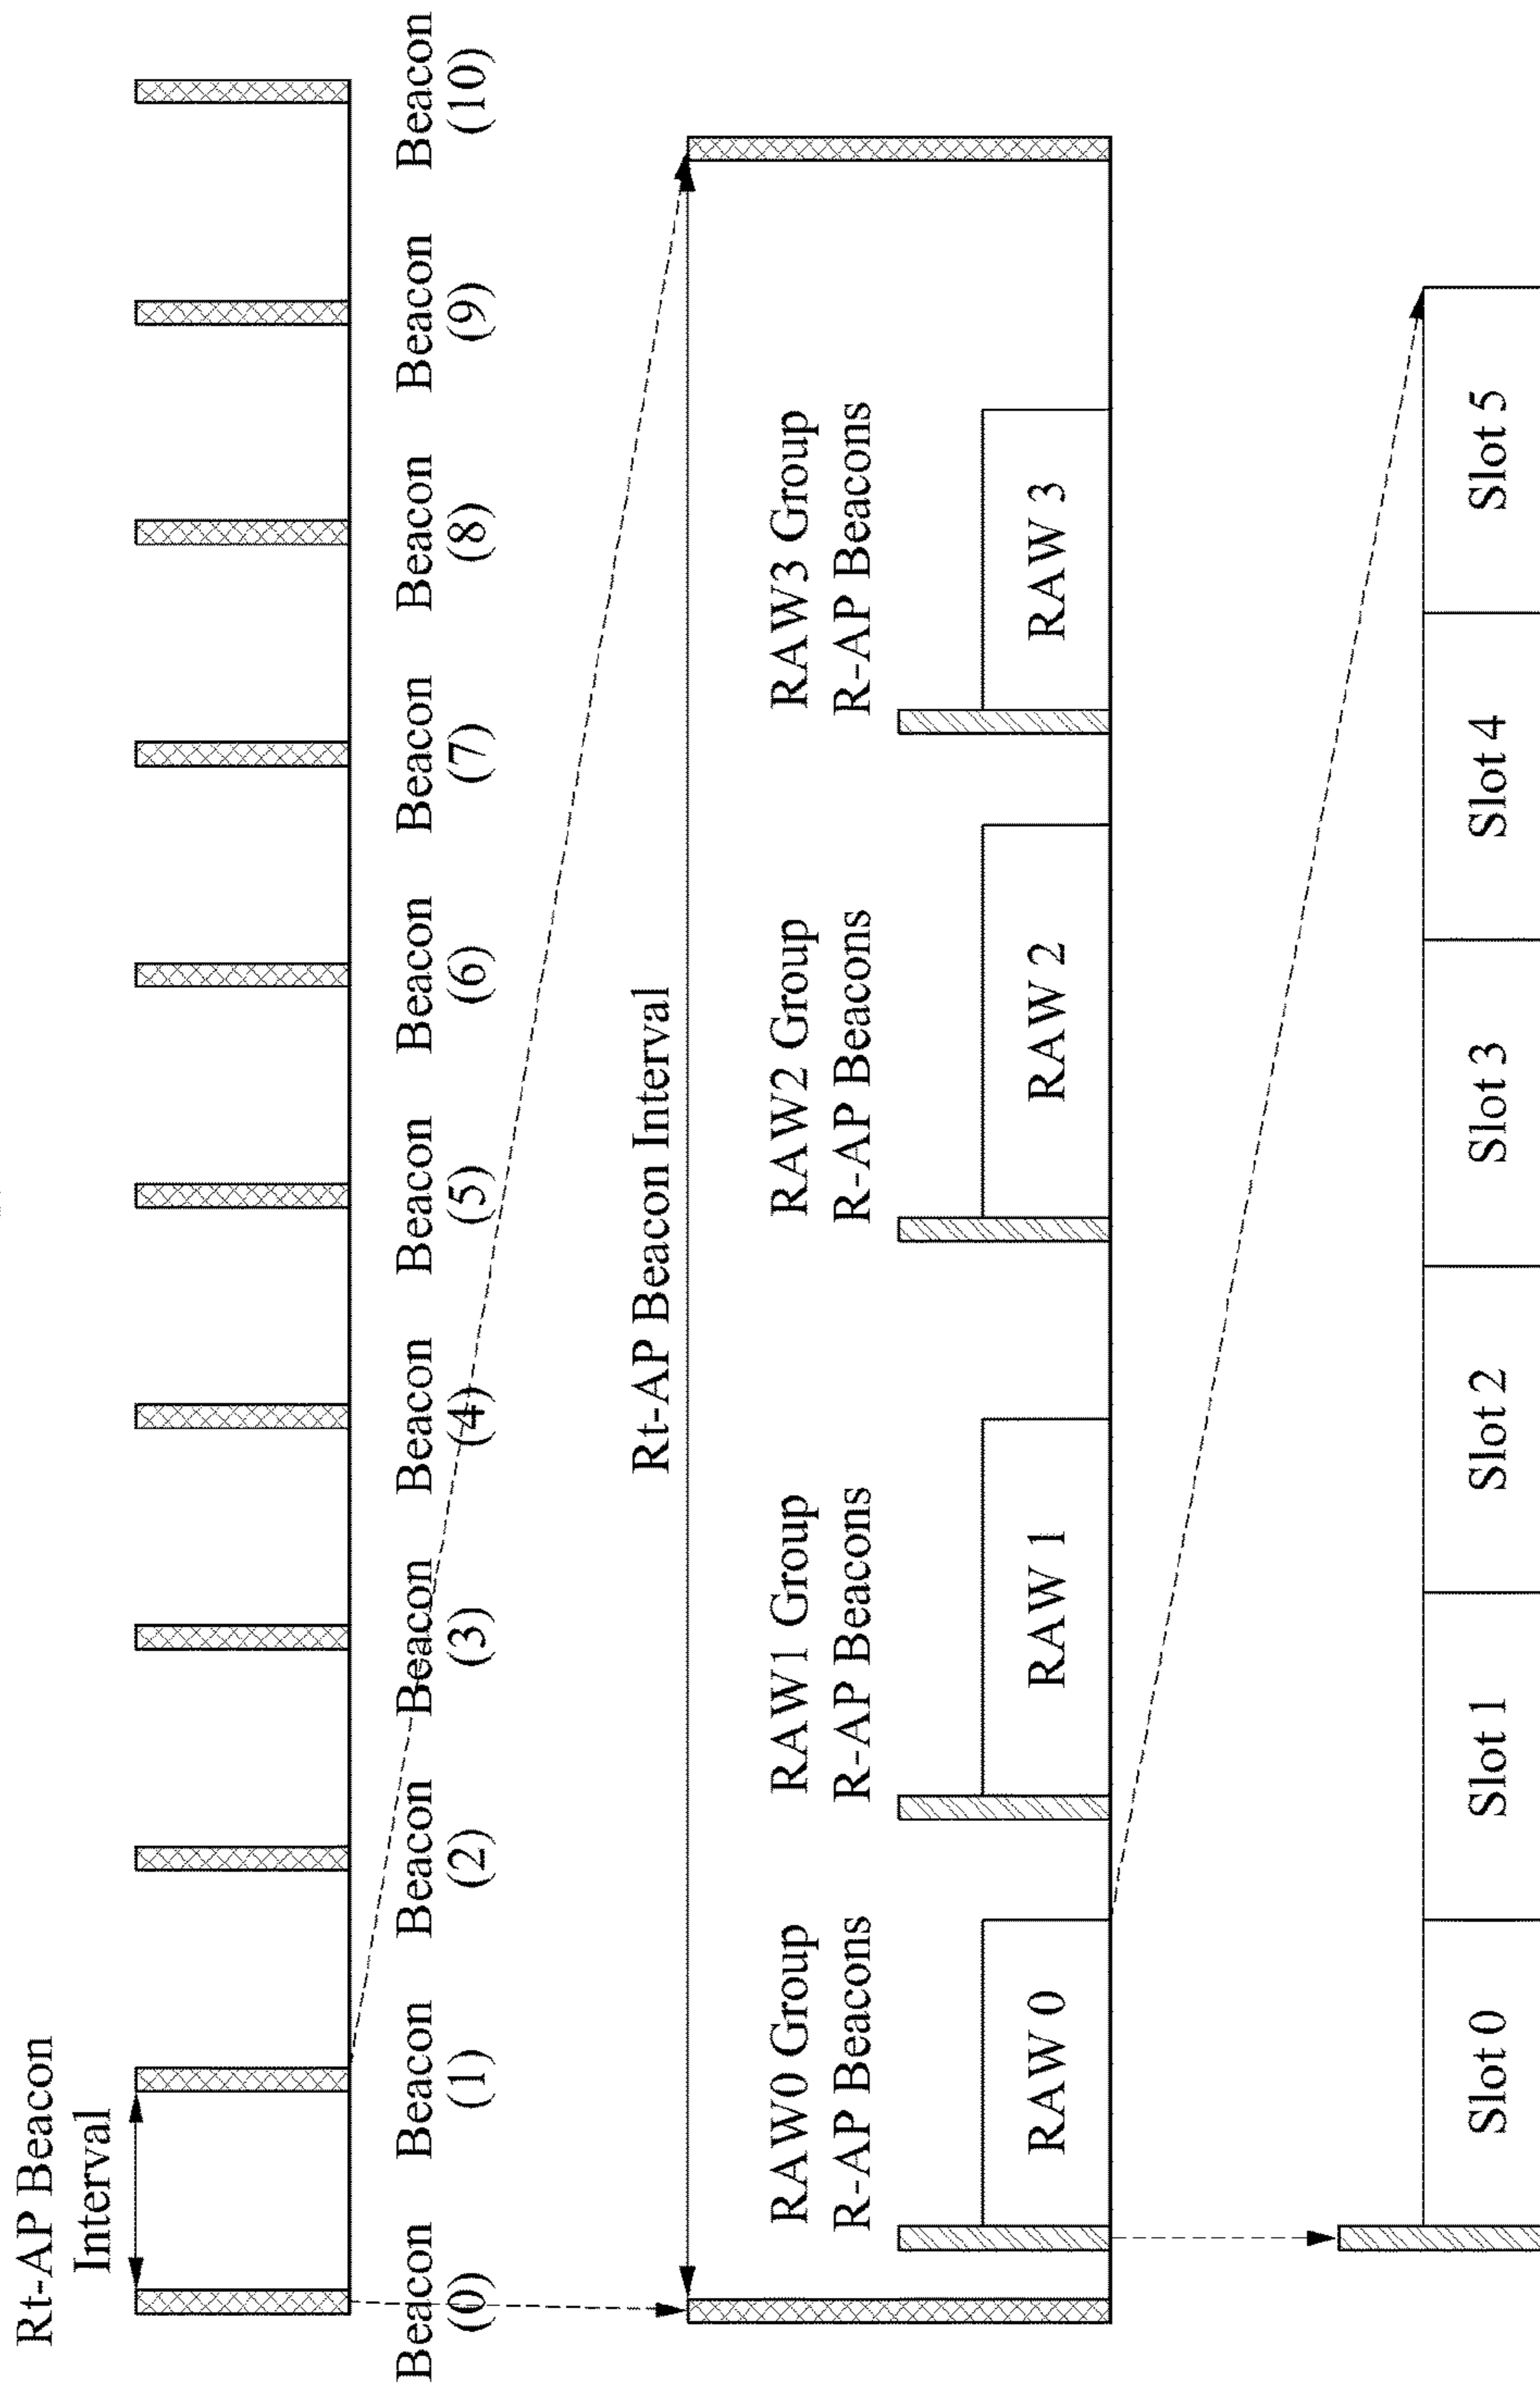 Rt-AP Beacon
Interval
Beacon
(0)
Beacon
(1)
Beacon
(2)
Beacon
(3)
Beacon
(4)
Beacon
(5)
Beacon
(6)
Beacon
(7)
Beacon
(8)
Beacon
(9)
Beacon
(10)
Rt-AP Beacon Interval
RAW0 Group
R-AP Beacons
RAW1 Group
R-AP Beacons
RAW2 Group
R-AP Beacons
RAW3 Group
R-AP Beacons
RAW 0
RAW 1
RAW 2
RAW 3
Slot 0
Slot 1
Slot 2
Slot 3
Slot 4
Slot 5